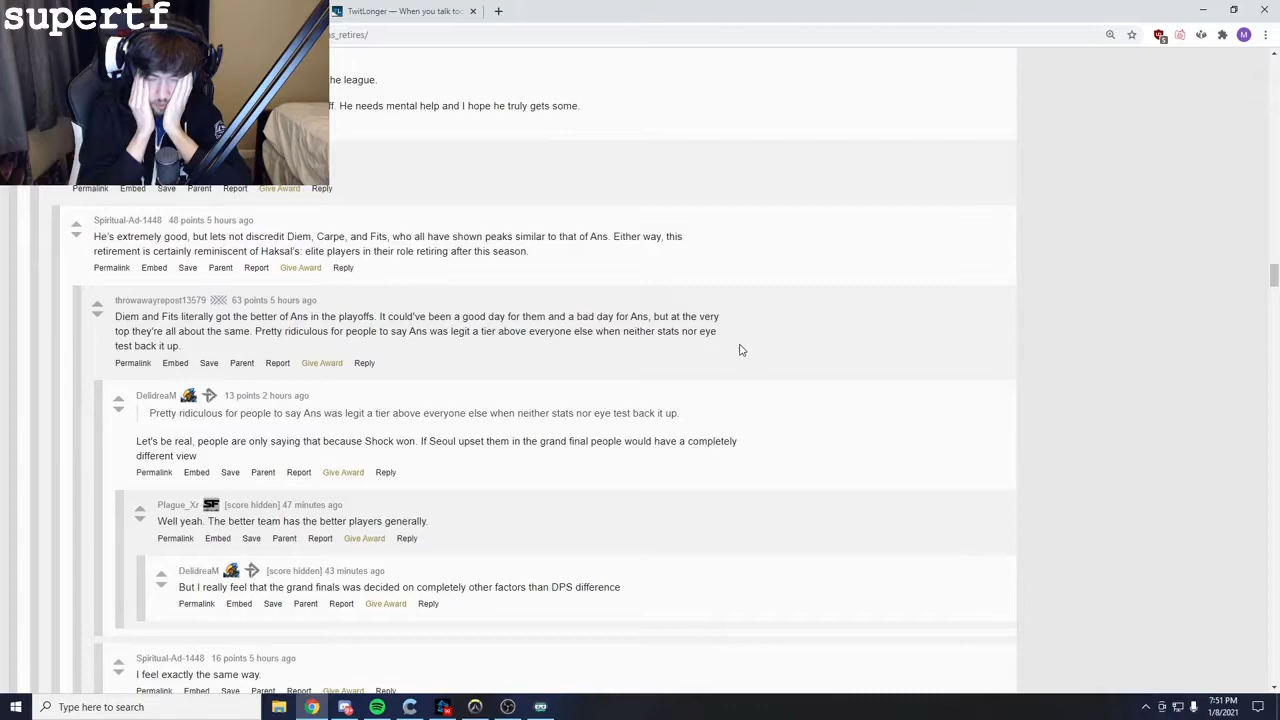 supertf
TwitLonger — When you talk too
s_retires/
M
5
he league.
f. He needs mental help and I hope he truly gets some.
Permalink Embed Save Parent Report Give Award Reply
Spiritual-Ad-1448 48 points 5 hours ago
He's extremely good, but lets not discredit Diem, Carpe, and Fits, who all have shown peaks similar to that of Ans. Either way, this
retirement is certainly reminiscent of Haksal's: elite players in their role retiring after this season.
Permalink Embed Save Parent Report Give Award Reply
throwawayrepost13579 63 points 5 hours ago
Diem and Fits literally got the better of Ans in the playoffs. It could've been a good day for them and a bad day for Ans, but at the very
top they're all about the same. Pretty ridiculous for people to say Ans was legit a tier above everyone else when neither stats nor eye
test back it up.
Permalink Embed Save Parent Report Give Award Reply
DelidreaM 13 points 2 hours ago
Pretty ridiculous for people to say Ans was legit a tier above everyone else when neither stats nor eye test back it up.
Let's be real, people are only saying that because Shock won. If Seoul upset them in the grand final people would have a completely
different view
Permalink Embed Save Parent Report Give Award Reply
Plague_Xr SF [score hidden] 47 minutes ago
Well yeah. The better team has the better players generally.
Permalink Embed Save Parent Report Give Award Reply
DelidreaM [score hidden] 43 minutes ago
But I really feel that the grand finals was decided on completely other factors than DPS difference
Permalink Embed Save Parent Report Give Award Reply
Spiritual-Ad-1448 16 points 5 hours ago
I feel exactly the same way.
Permalink Embed Save Parent Report Give Award Reply
Type here to search
7:51 PM
1/8/2021